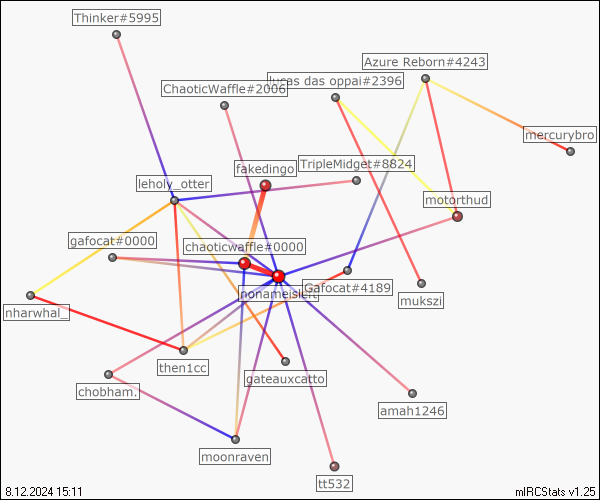 Thinker#5995
Azure Reborn#4243
lucas das oppai#2396
ChaoticWaffle#2006
mercurybro
TripleMidget#8824
fakedingo
leholy_otter
motorthud
gafocat#0000
chaoticwaffle#0000
Gafocat#4189
nonameisleft
mukszi
nharwhal_
then1cc
gateauxcatto
chobham.
amah1246
moonraven
tt532
8.12.2024 15:11
mIRCStats v1.25